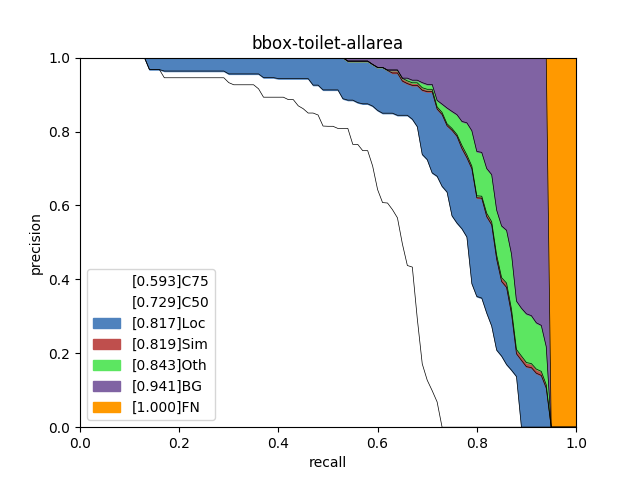 bbox-toilet-allarea
1.0
0.8
0.6
0.4
0.2
0.0
precision
[0.593]C75
[0.729]C50
[0.817]Loc
[0.819]Sim
[0.843]Oth
[0.941]BG
[1.000]FN
0.0 0.2 0.4 0.6 0.8 1.0
recall